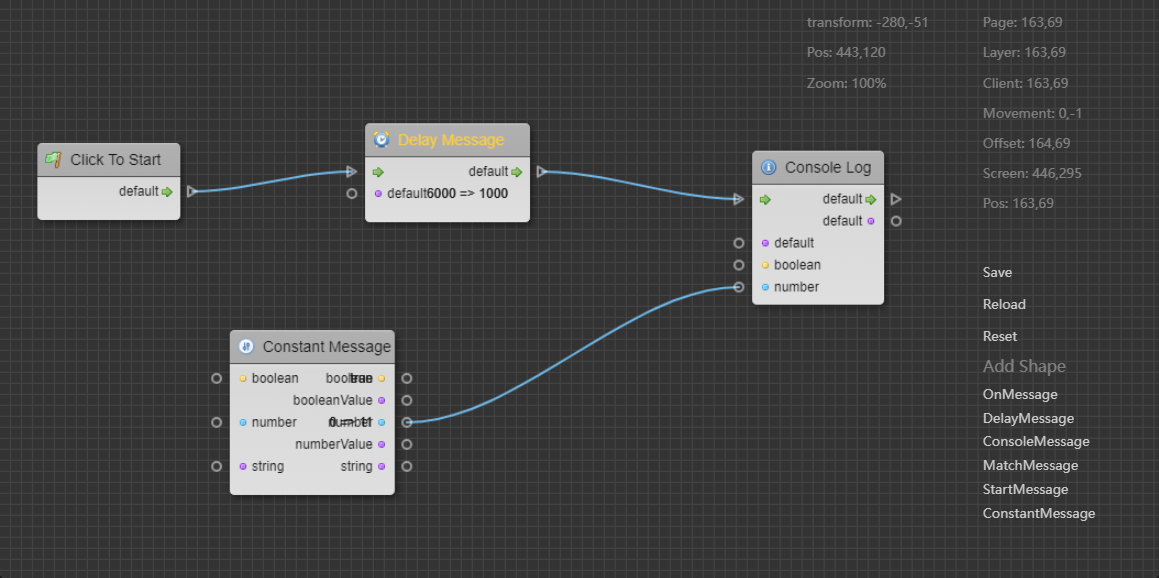 transform: -280,-51
Pos: 443,120
Zoom: 100%
Page: 163,69
Layer: 163,69
Client: 163,69
Movement: 0,-1
Offset: 164,69
Screen: 446,295
Pos: 163,69
Click To Start
default
Delay Message
default
default6000 => 1000
Console Log
default
default
default
boolean
number
Constant Message
boolean boolean true
booleanValue
number number 0 => 11
numberValue
string string
Save
Reload
Reset
Add Shape
OnMessage
DelayMessage
ConsoleMessage
MatchMessage
StartMessage
ConstantMessage